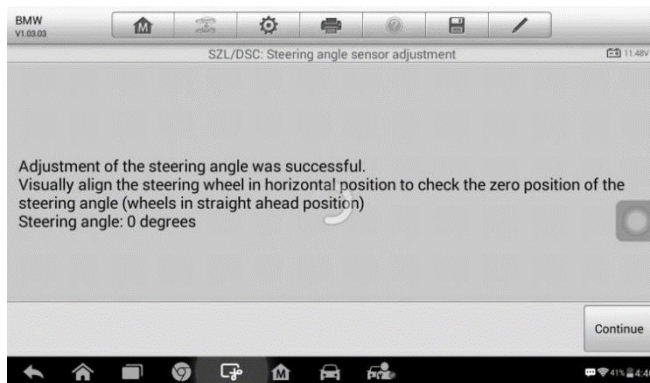 BMW
V1.03.03
SZL/DSC: Steering angle sensor adjustment
11.48V
Adjustment of the steering angle was successful.
Visually align the steering wheel in horizontal position to check the zero position of the
steering angle (wheels in straight ahead position)
Steering angle: 0 degrees
Continue
41%